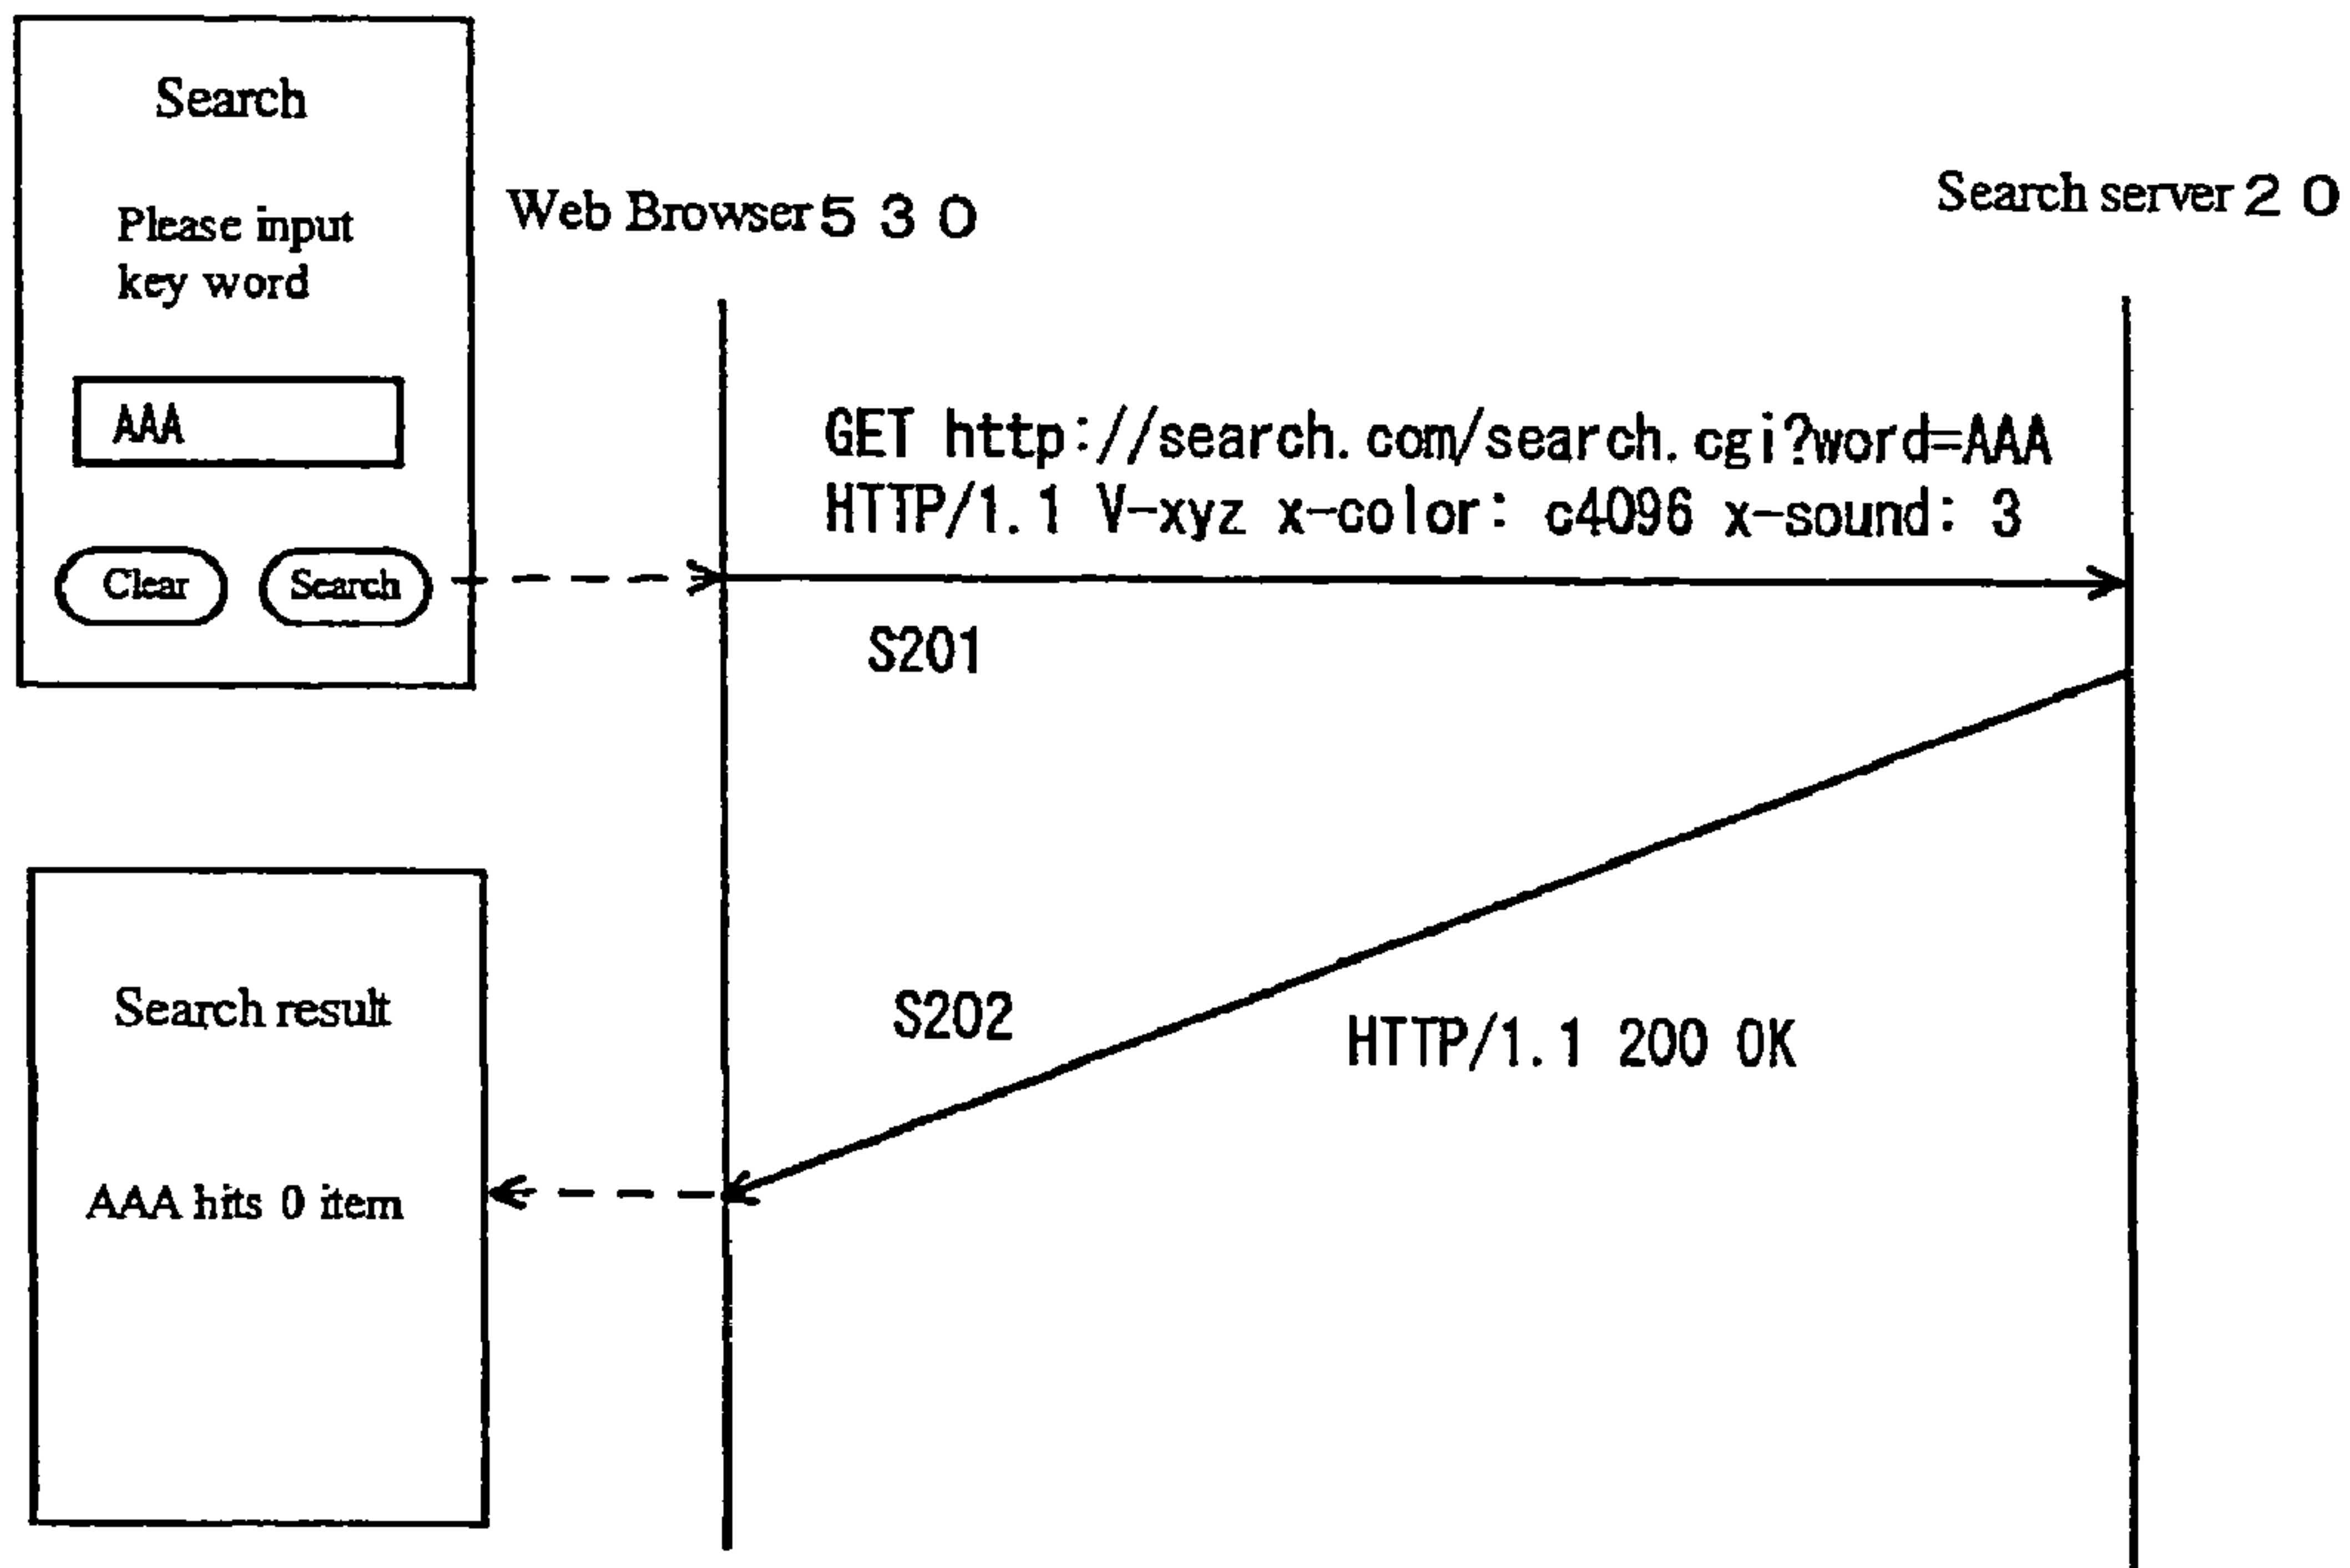 Search
Please input
key word
AAA
Clear
Search
Web Browser530
Search server20
GET http://search.com/search.cgi?word=AAA
HTTP/1.1 V-xyz x-color: c4096 x-sound: 3
S201
S202
HTTP/1.1 200 OK
Search result
AAA hits 0 item